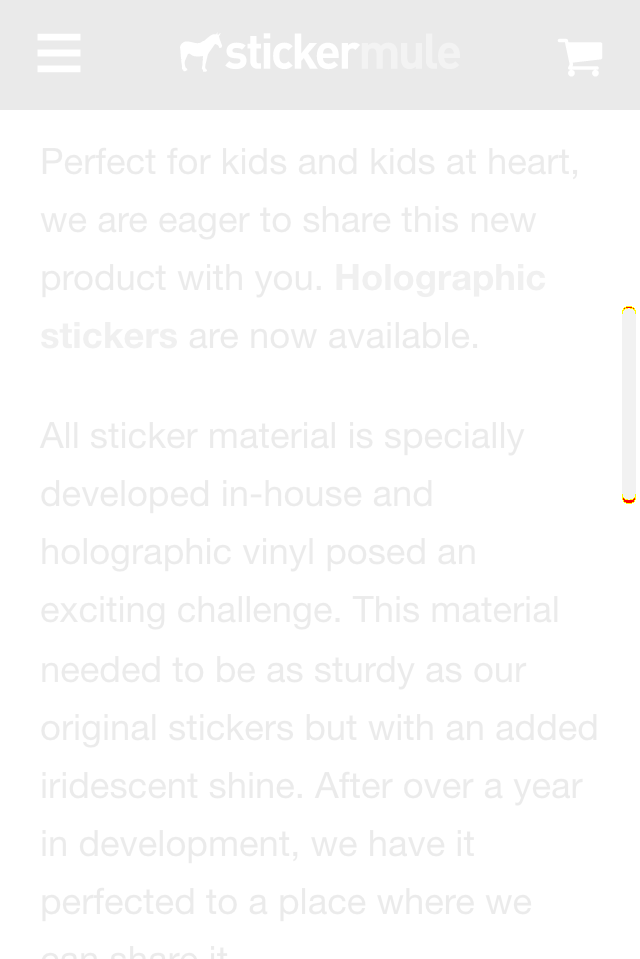 stickermule
Perfect for kids and kids at heart,
we are eager to share this new
product with you. Holographic
stickers are now available.
All sticker material is specially
developed in-house and
holographic vinyl posed an
exciting challenge. This material
needed to be as sturdy as our
original stickers but with an added
iridescent shine. After over a year
in development, we have it
perfected to a place where we
can share it